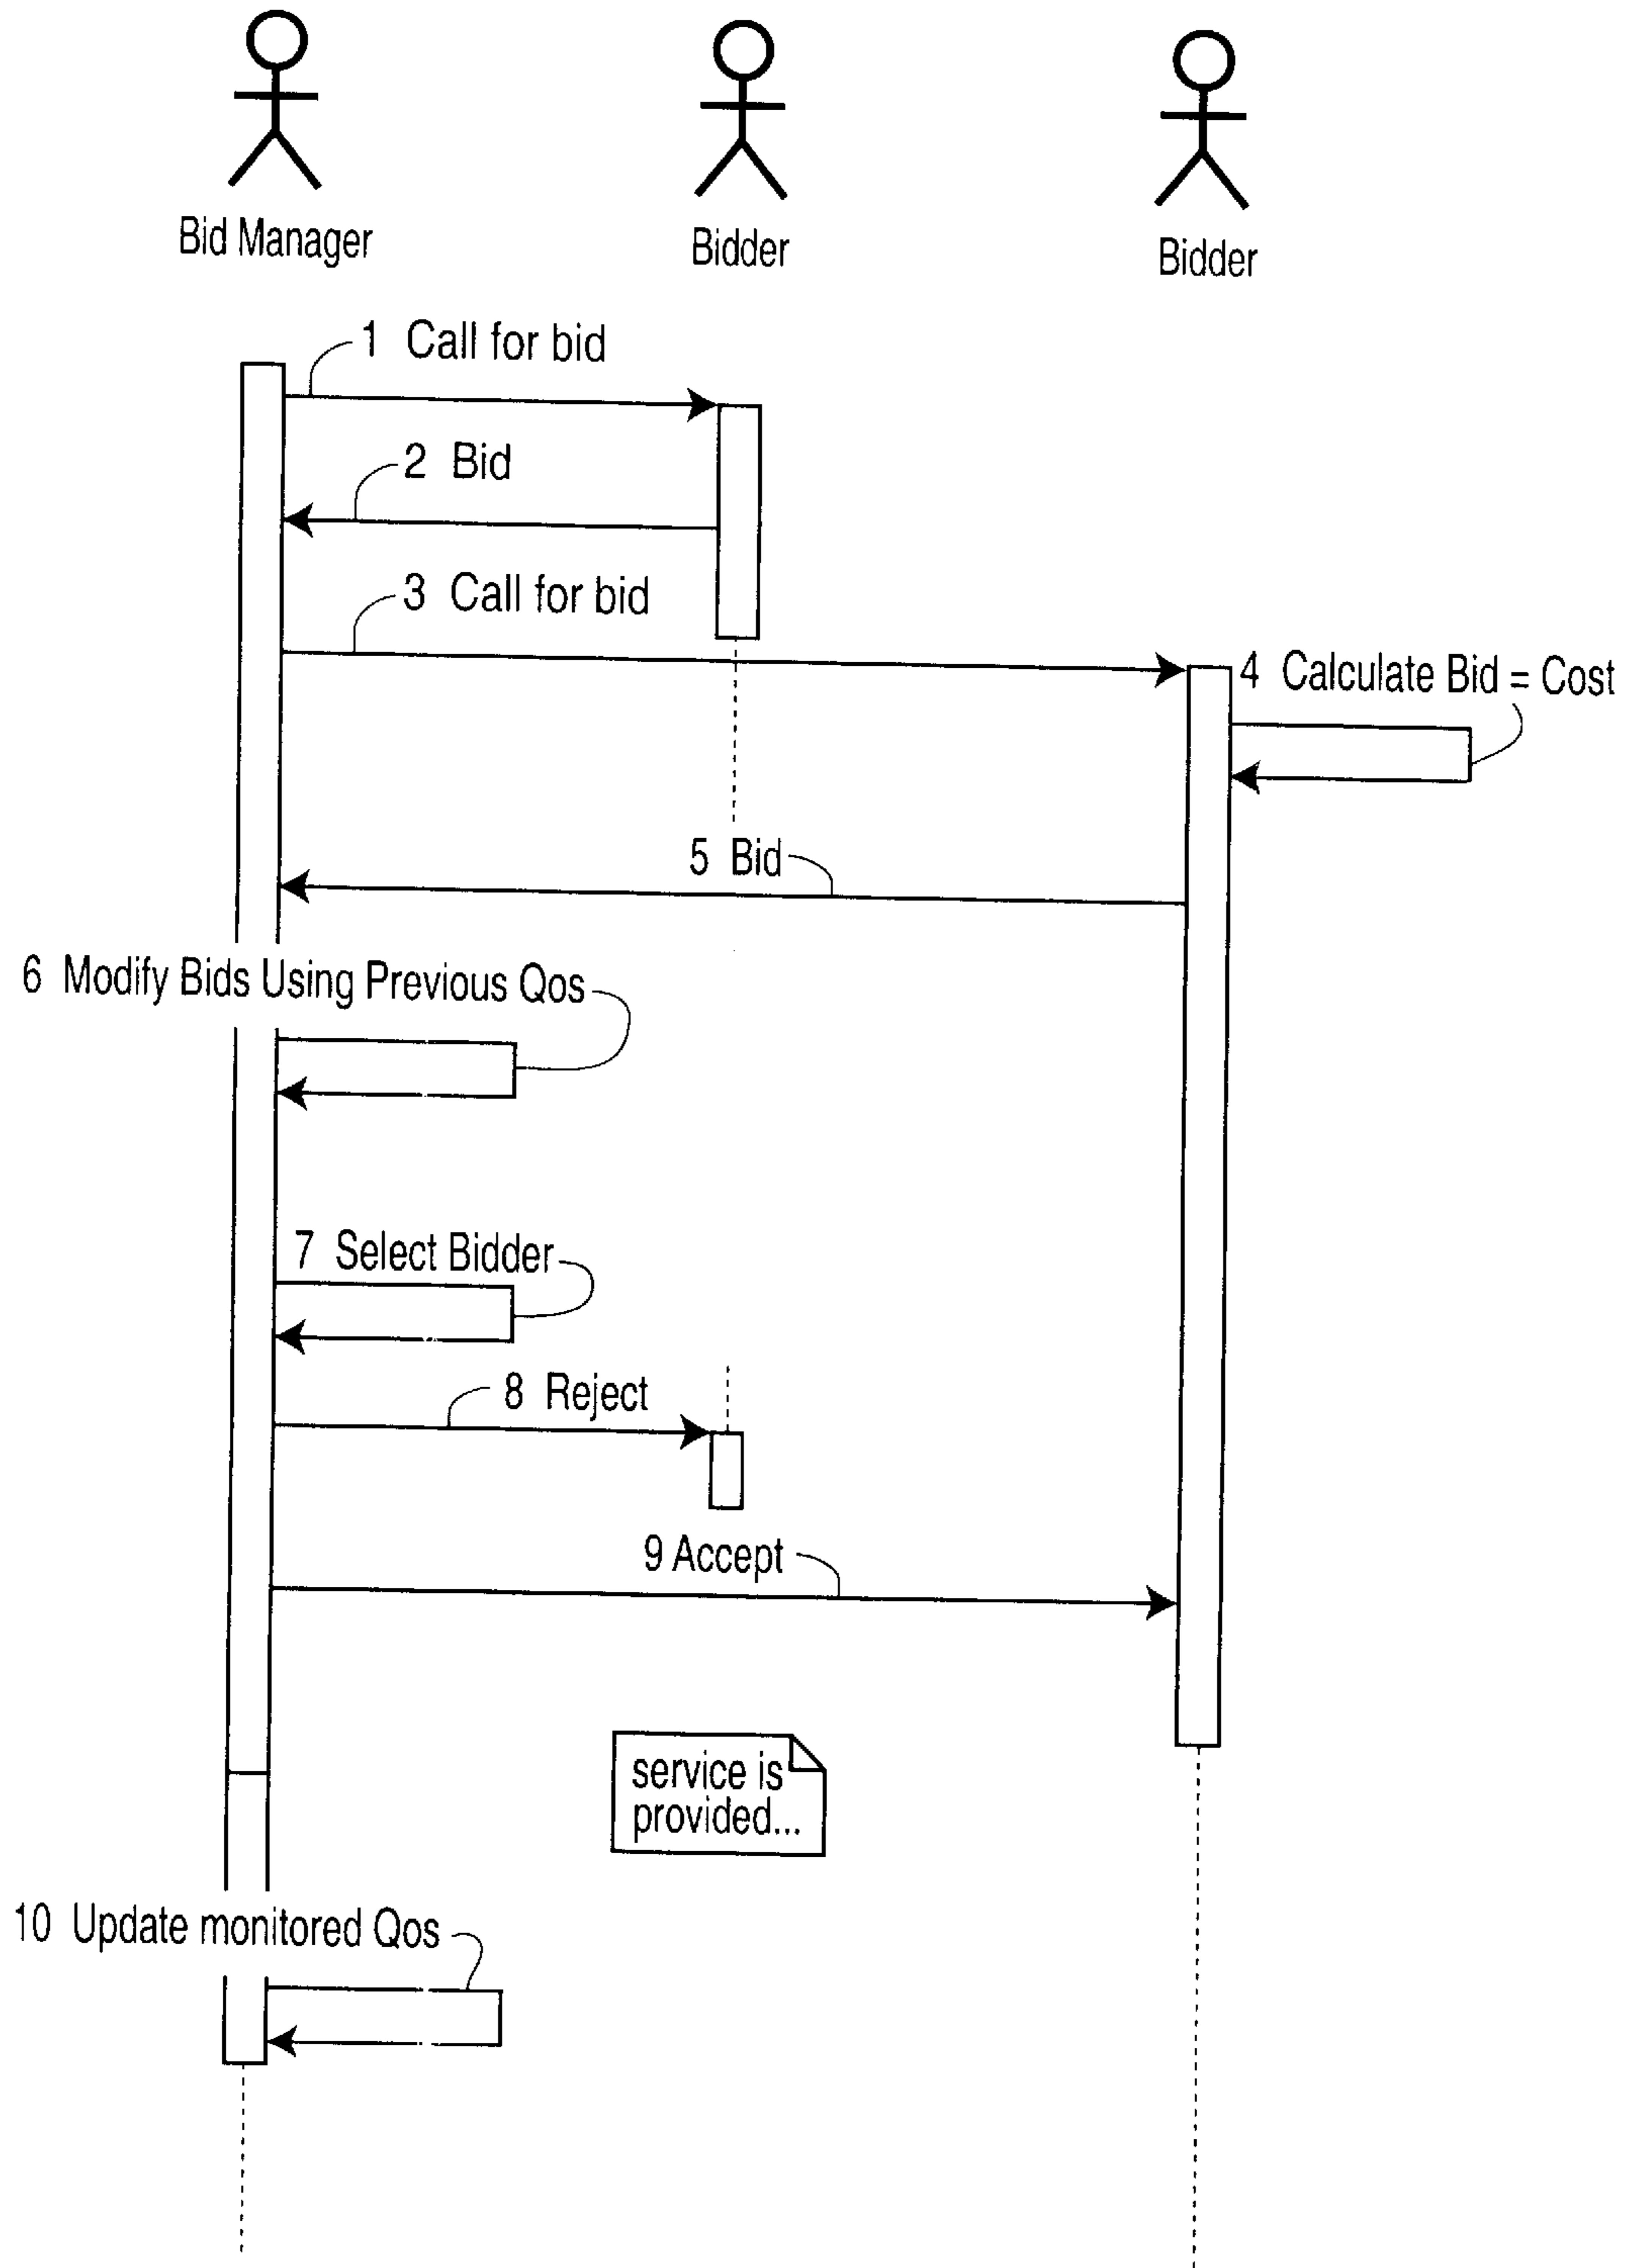 Bid Manager
Bidder
Bidder
1 Call for bid
2 Bid
3 Call for bid
4 Calculate Bid = Cost
5 Bid
6 Modify Bids Using Previous Qos
7 Select Bidder
8 Reject
9 Accept
service is
provided...
10 Update monitored Qos